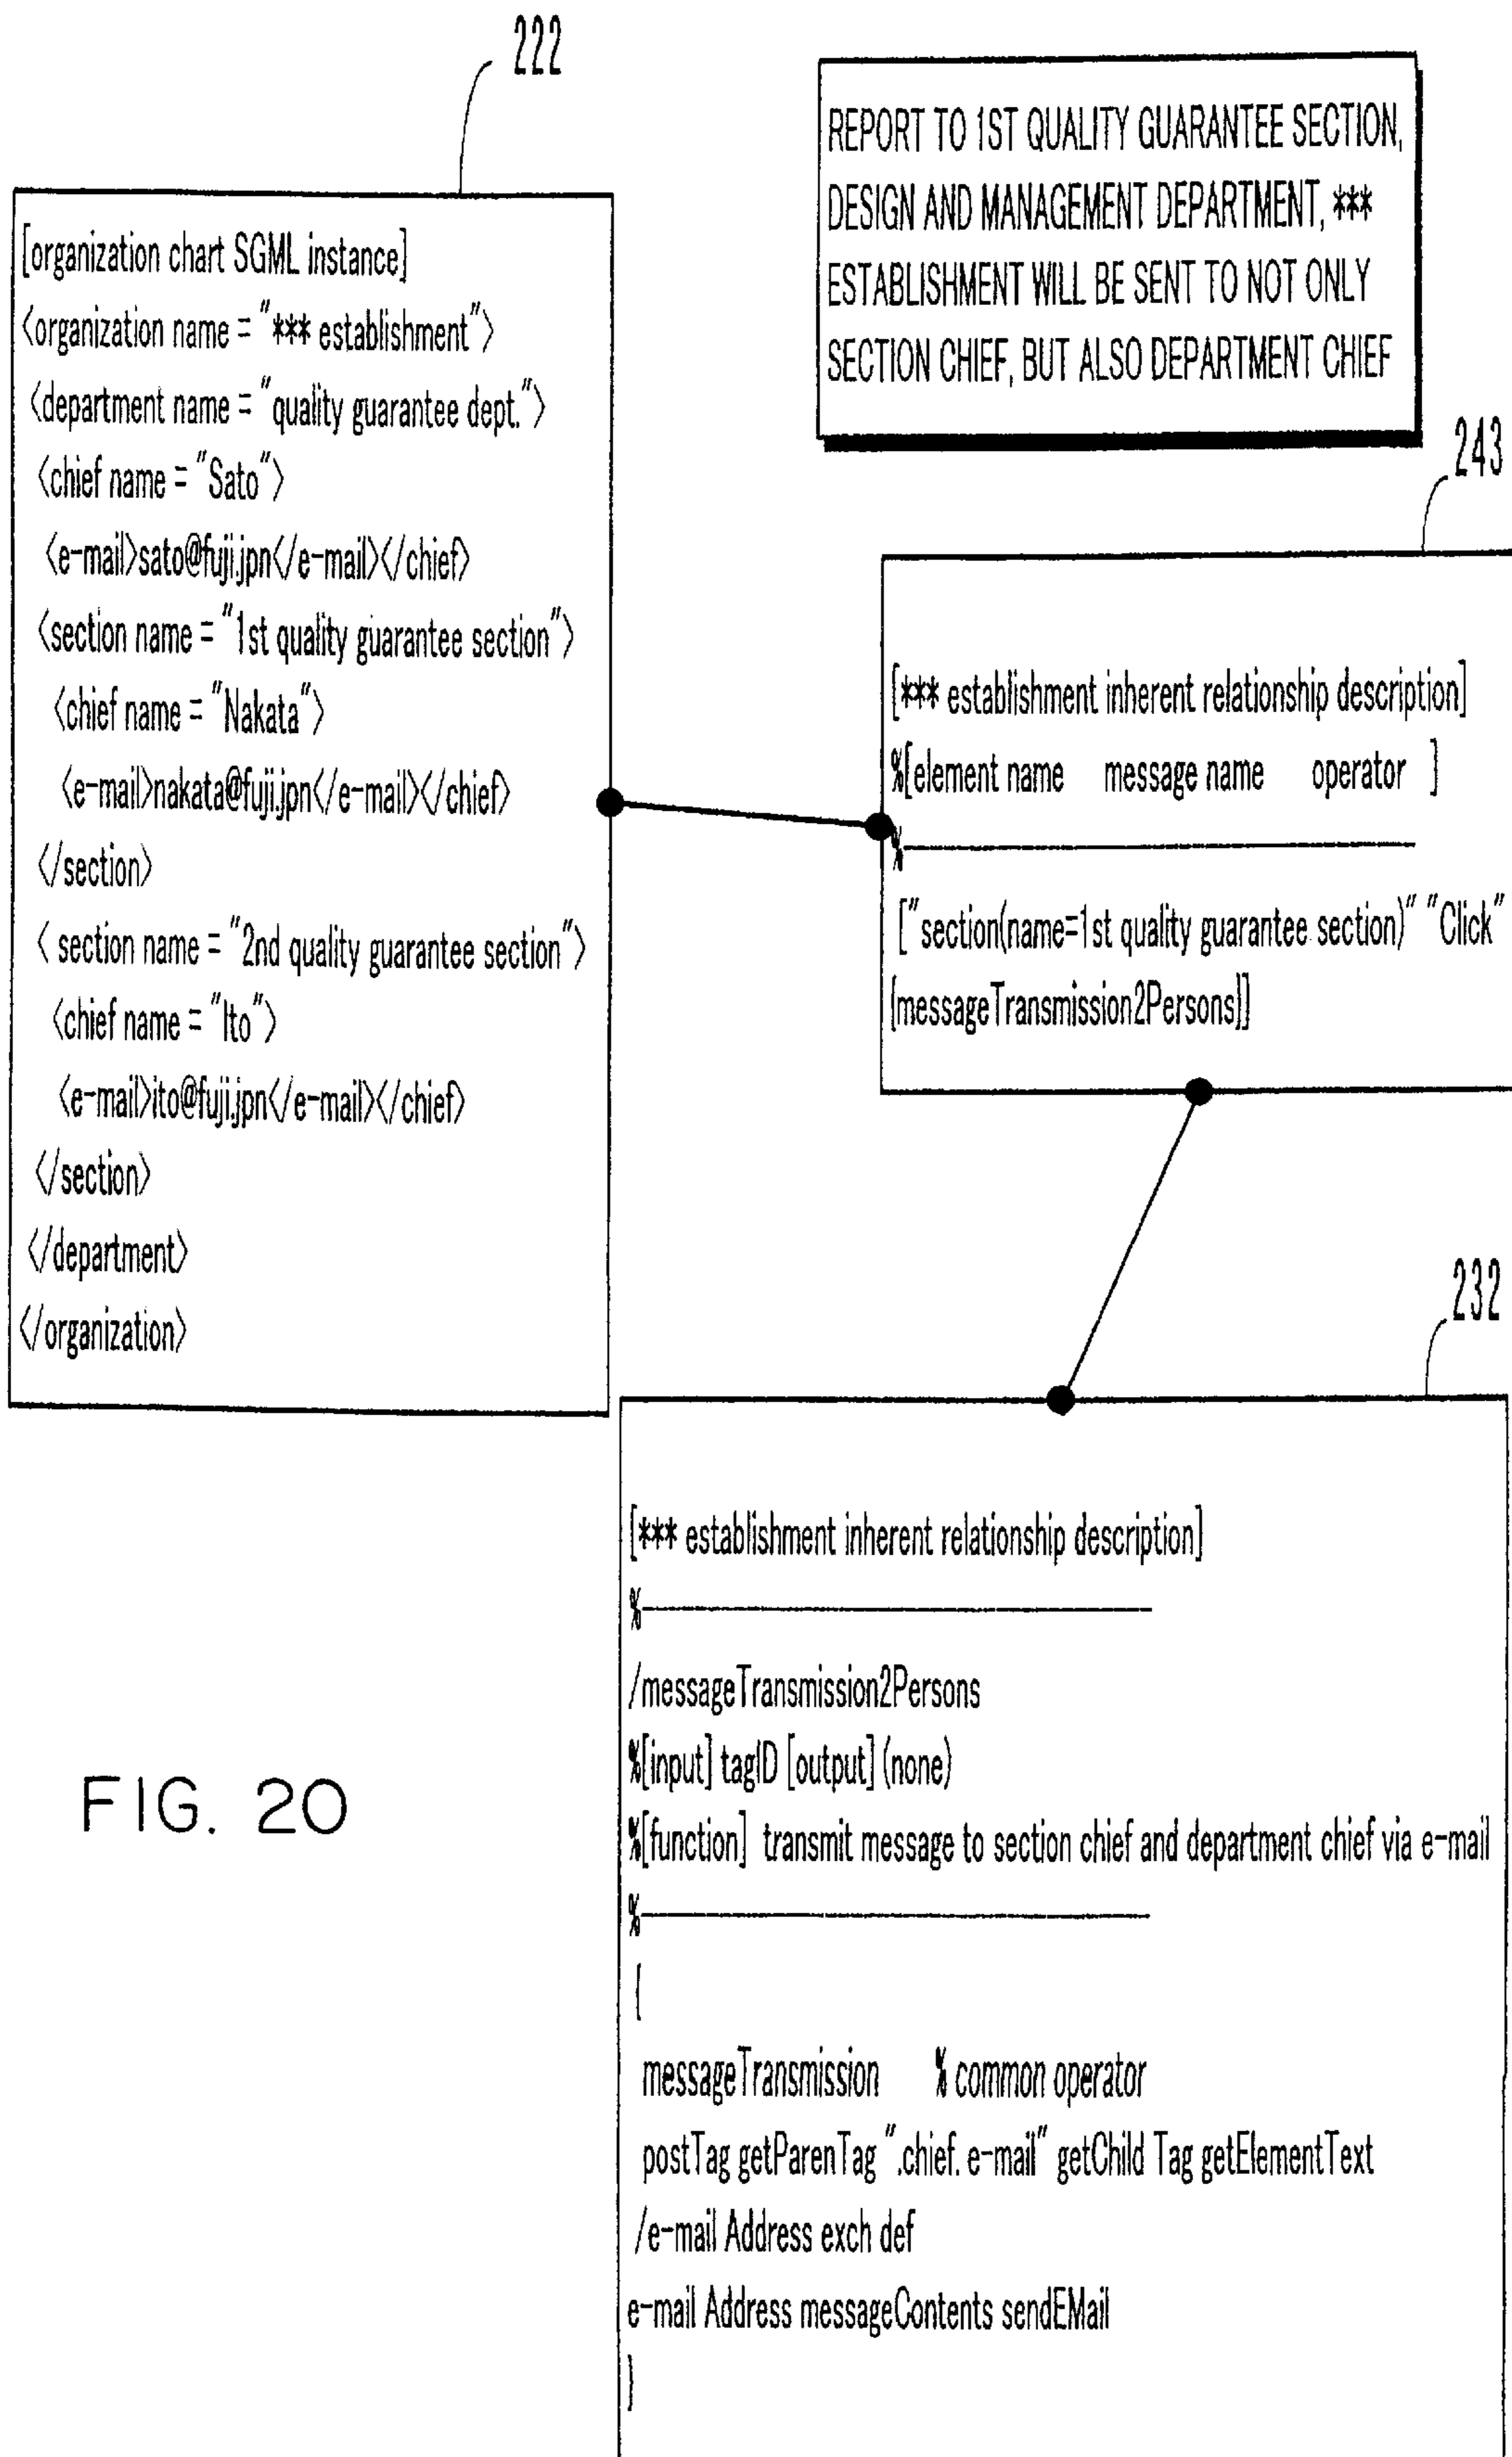 222
[organization chart SGML instance]
<organization name = "*** establishment">
<department name = "quality guarantee dept.">
<chief name = "Sato">
<e-mail>sato@fuji.jpn</e-mail></chief>
<section name = "1st quality guarantee section">
<chief name = "Nakata">
<e-mail>nakata@fuji.jpn</e-mail></chief>
</section>
< section name = "2nd quality guarantee section">
<chief name = "Ito">
<e-mail>ito@fuji.jpn</e-mail></chief>
</section>
</department>
</organization>
REPORT TO 1ST QUALITY GUARANTEE SECTION,
DESIGN AND MANAGEMENT DEPARTMENT, ***
ESTABLISHMENT WILL BE SENT TO NOT ONLY
SECTION CHIEF, BUT ALSO DEPARTMENT CHIEF
243
[*** establishment inherent relationship description]
%[element name message name operator ]
%
["section(name=1st quality guarantee section)" "Click"
{messageTransmission2Persons}]
232
[*** establishment inherent relationship description]
%
/messageTransmission2Persons
%[input] tagID [output] (none)
%[function] transmit message to section chief and department chief via e-mail
%
{
messageTransmission % common operator
postTag getParenTag ".chief. e-mail" getChild Tag getElementText
/e-mail Address exch def
e-mail Address messageContents sendEMail
}
FIG. 20